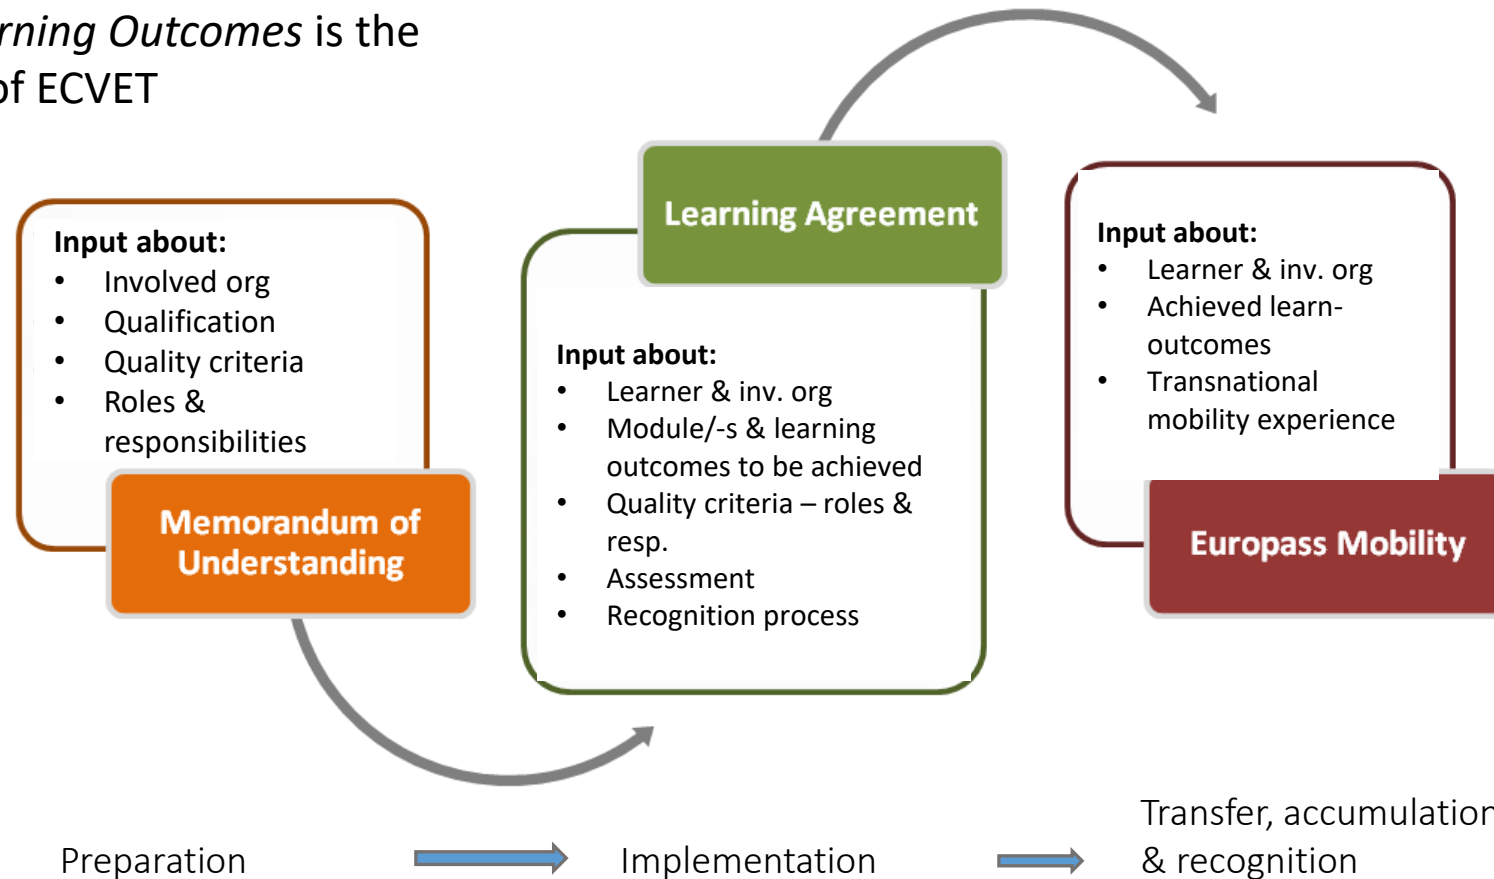 rning Outcomes is the
of ECVET
Input about:
• Involved org
• Qualification
• Quality criteria
• Roles &
responsibilities
Memorandum of
Understanding
Learning Agreement
Input about:
• Learner & inv. org
• Module/-s & learning
outcomes to be achieved
• Quality criteria – roles &
resp.
• Assessment
• Recognition process
Input about:
• Learner & inv. org
• Achieved learn-
outcomes
• Transnational
mobility experience
Europass Mobility
Preparation
Implementation
Transfer, accumulation
& recognition